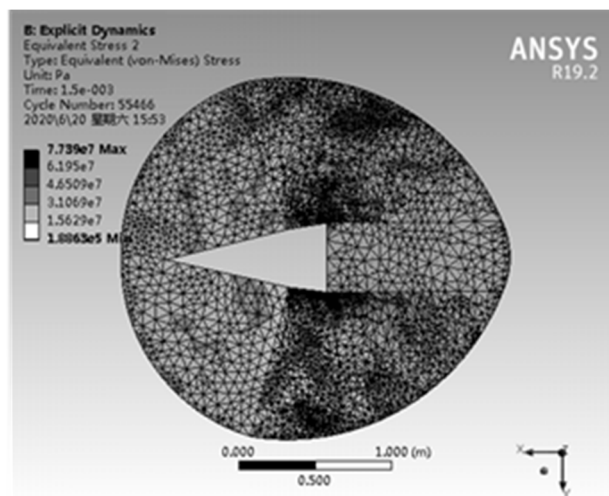 B: Explicit Dynamics
Equivalent Stress 2
Type: Equivalent (von-Mises) Stress
Unit: Pa
Time: 1.5e-003
Cycle Number: 55466
2020\6\20 星期六 15:53
ANSYS
R19.2
7.739e7 Max
6.195e7
4.6509e7
3.1069e7
1.5629e7
1.8863e5 Min
0.000
1.000 (m)
0.500
X
Z
Y